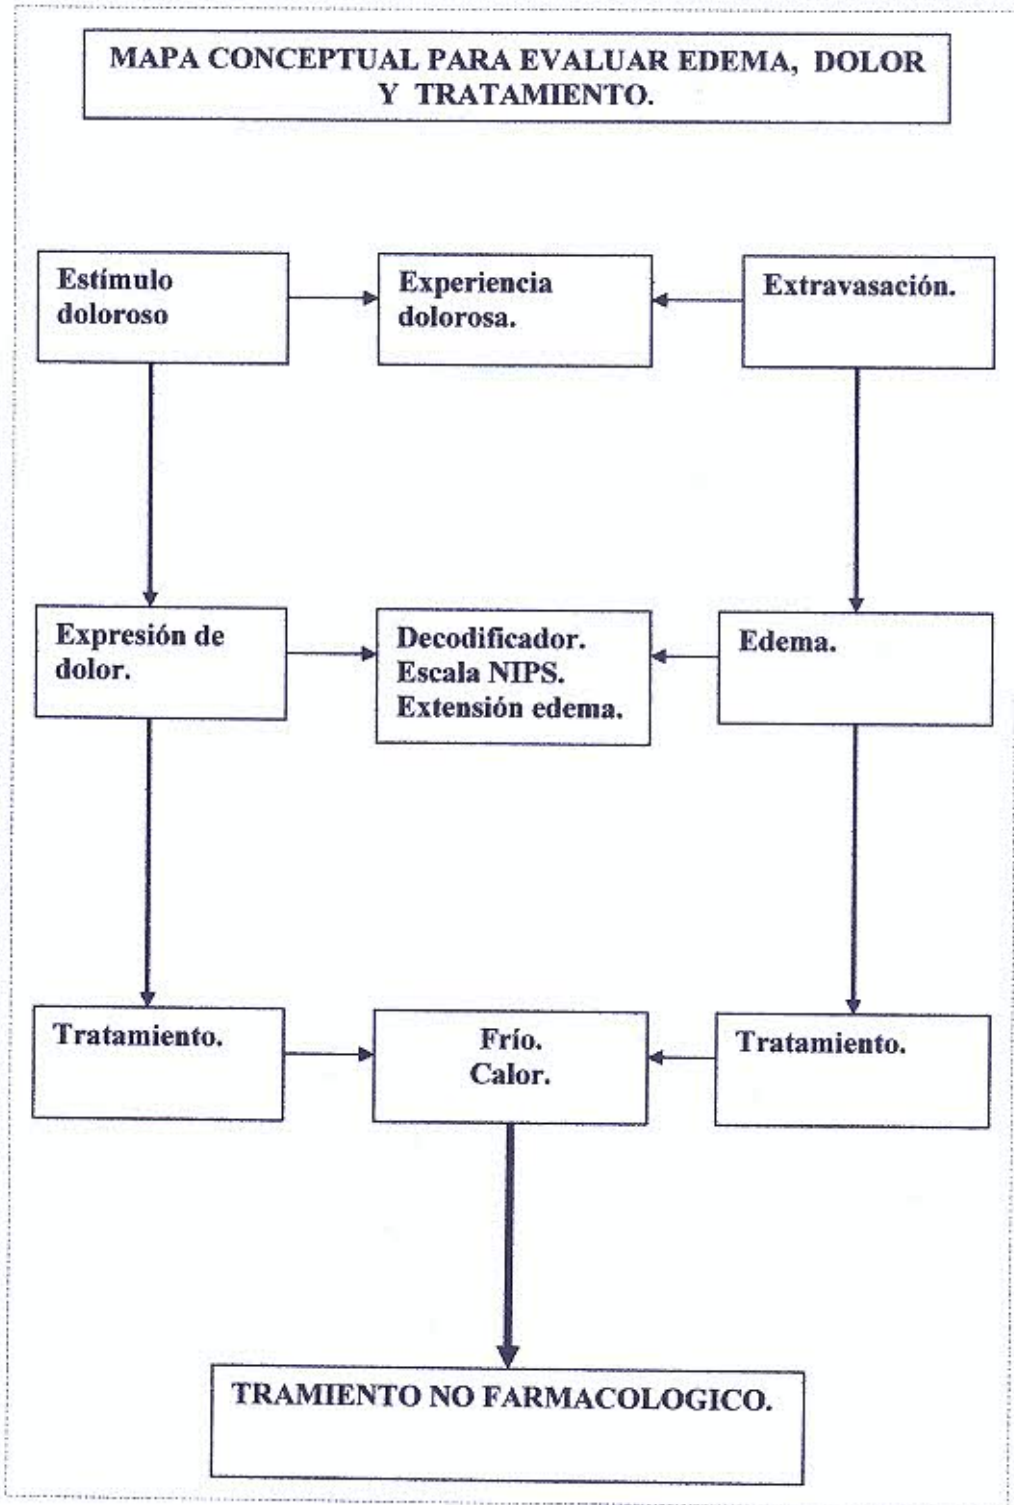 MAPA CONCEPTUAL PARA EVALUAR EDEMA, DOLOR
Y TRATAMIENTO.
Estímulo
doloroso
Experiencia
dolorosa.
Extravasación.
Expresión de
dolor.
Decodificador.
Escala NIPS.
Extensión edema.
Edema.
Tratamiento.
Frío.
Calor.
Tratamiento.
TRAMIENTO NO FARMACOLOGICO.